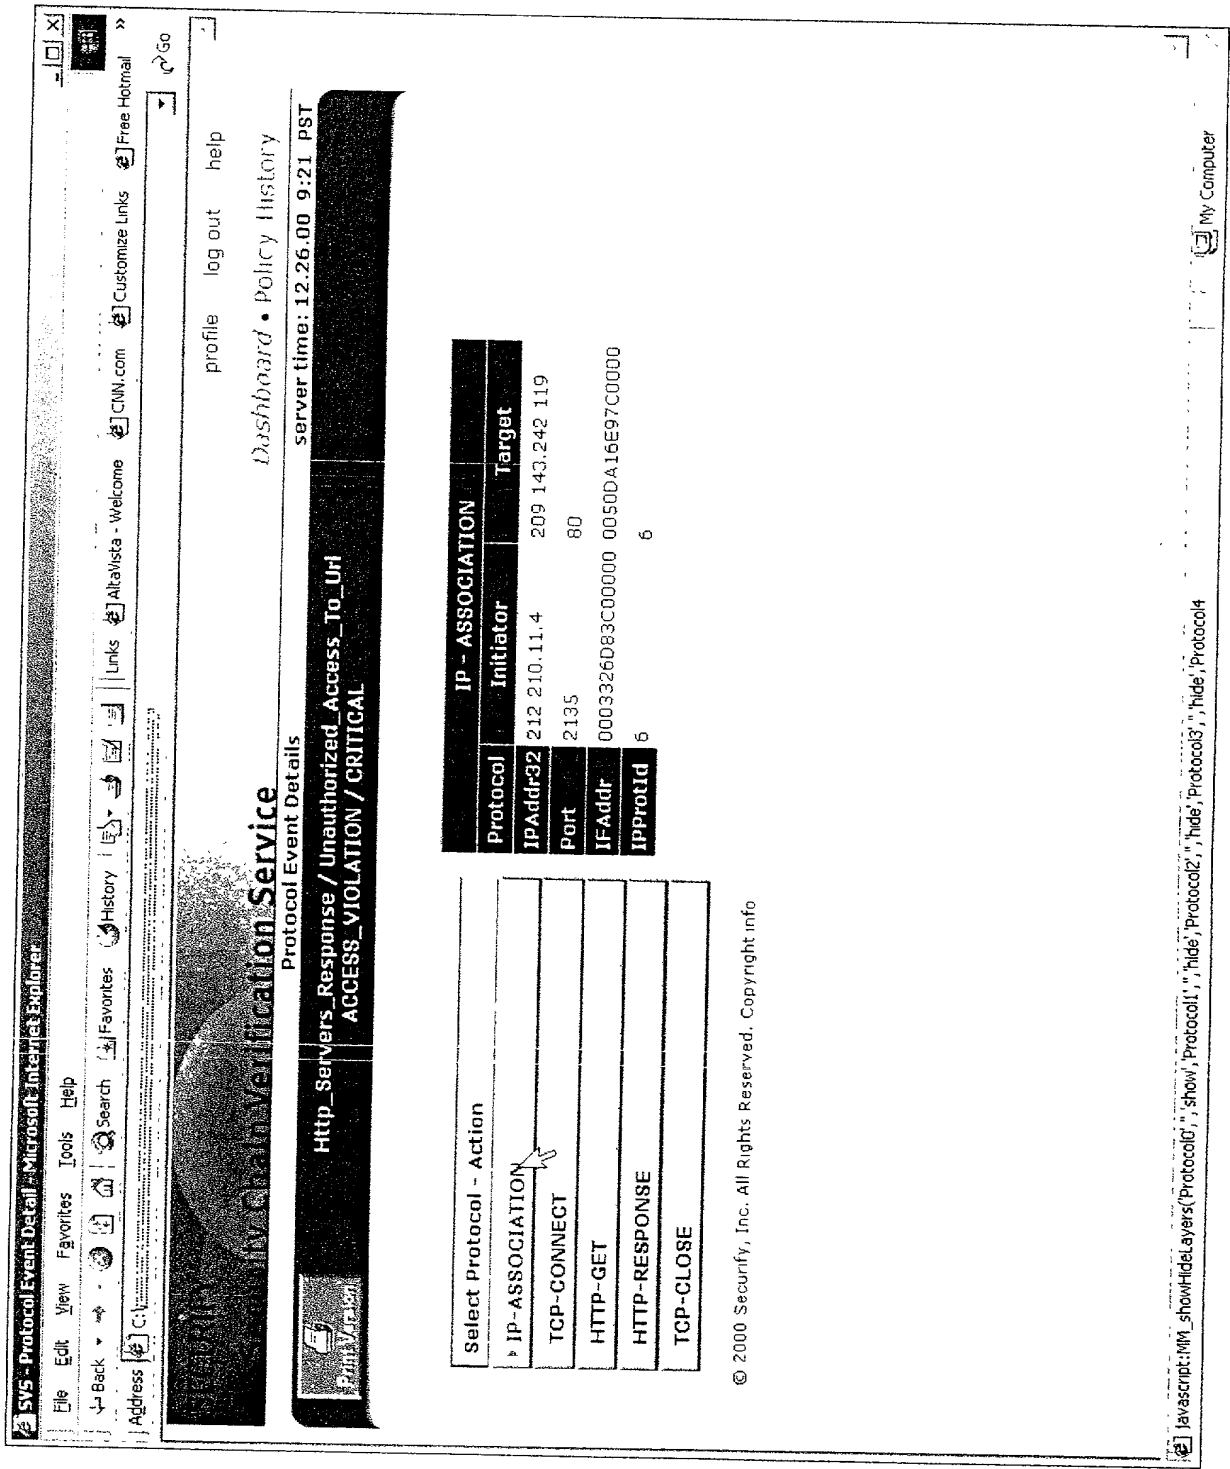 SVS - Protocol Event Detail - Microsoft Internet Explorer
File Edit View Favorites Tools Help
Back Search Favorites History Links AltaVista - Welcome CNN.com Customize Links Free Hotmail »
Address C:\ Go
profile log out help
Security Chain Verification Service
Dashboard • Policy History
Protocol Event Details
server time: 12.26.00 9:21 PST
Print Version
Http_Servers_Response / Unauthorized_Access_To_Url
ACCESS_VIOLATION / CRITICAL
Select Protocol - Action
IP-ASSOCIATION
TCP-CONNECT
HTTP-GET
HTTP-RESPONSE
TCP-CLOSE
IP - ASSOCIATION
Protocol Initiator Target
IPAddr32 212 210.11.4 209 143.242 119
Port 2135 80
IFAddr 0003326D83C00000 0050DA16E97C0000
IPProtId 6 6
© 2000 Securify, Inc. All Rights Reserved. Copyright info
Javascript:MM_showHideLayers('Protocol0','','show','Protocol1','','hide','Protocol2','','hide','Protocol3','','hide','Protocol4
My Computer